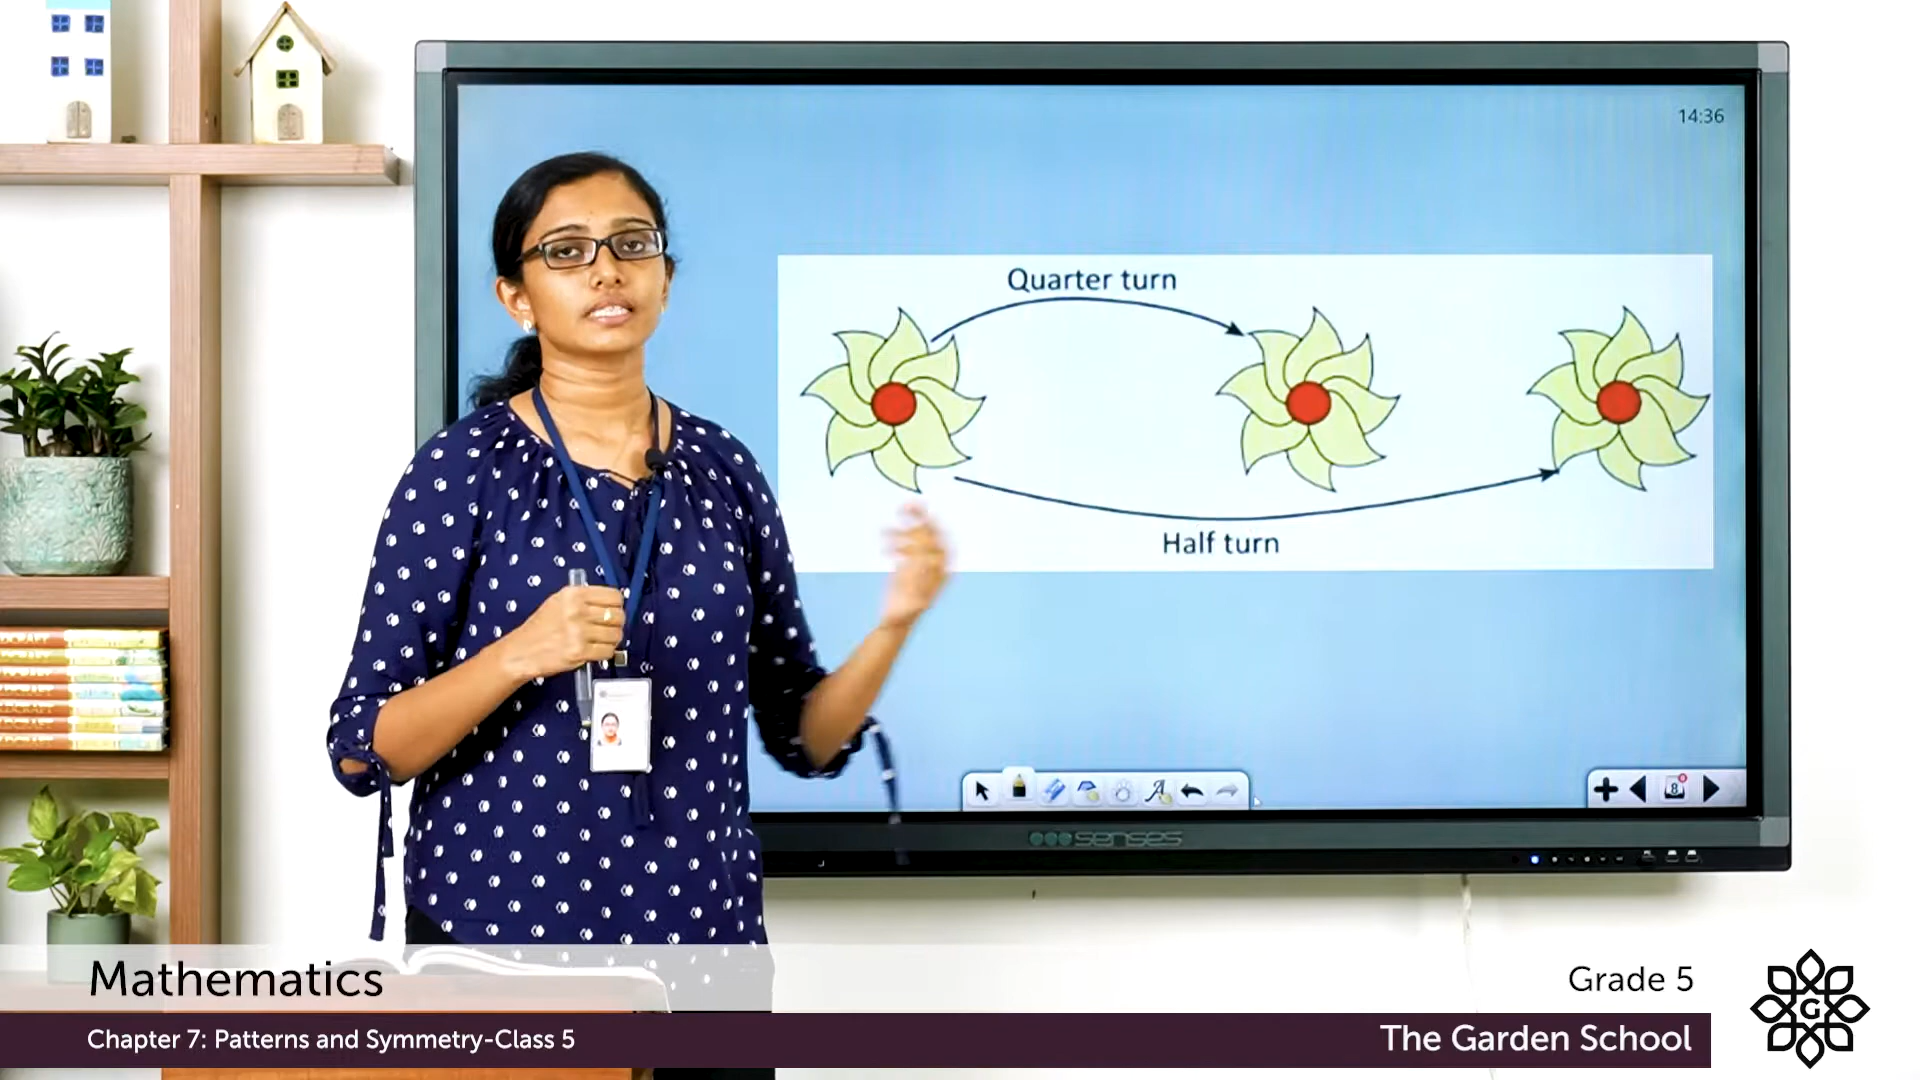 14:36
Quarter turn
Half turn
A
8
senses
Mathematics
Grade 5
Chapter 7: Patterns and Symmetry-Class 5
The Garden School
G